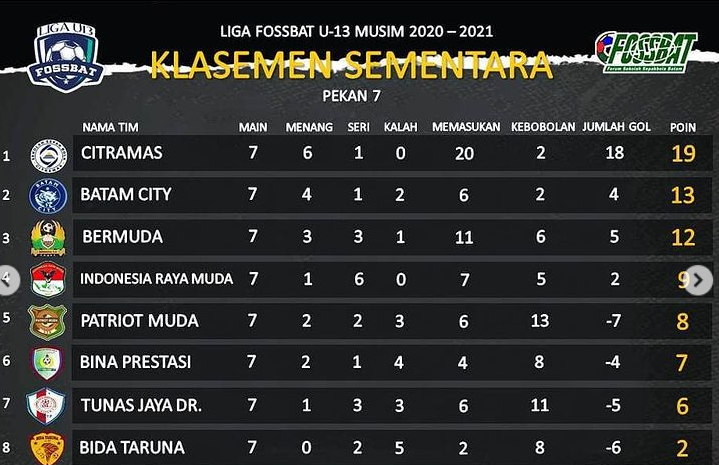 LIGA U13
FOSSBAT
LIGA FOSSBAT U-13 MUSIM 2020 – 2021
KLASEMEN SEMENTARA
PEKAN 7
FOSSBAT
Forum Sekolah Sepakbola Batam
NAMA TIM MAIN MENANG SERI KALAH MEMASUKAN KEBOBOLAN JUMLAH GOL POIN
1 CITRAMAS 7 6 1 0 20 2 18 19
2 BATAM CITY 7 4 1 2 6 2 4 13
3 BERMUDA 7 3 3 1 11 6 5 12
4 INDONESIA RAYA MUDA 7 1 6 0 7 5 2 9
5 PATRIOT MUDA 7 2 2 3 6 13 -7 8
6 BINA PRESTASI 7 2 1 4 4 8 -4 7
7 TUNAS JAYA DR. 7 1 3 3 6 11 -5 6
8 BIDA TARUNA 7 0 2 5 2 8 -6 2